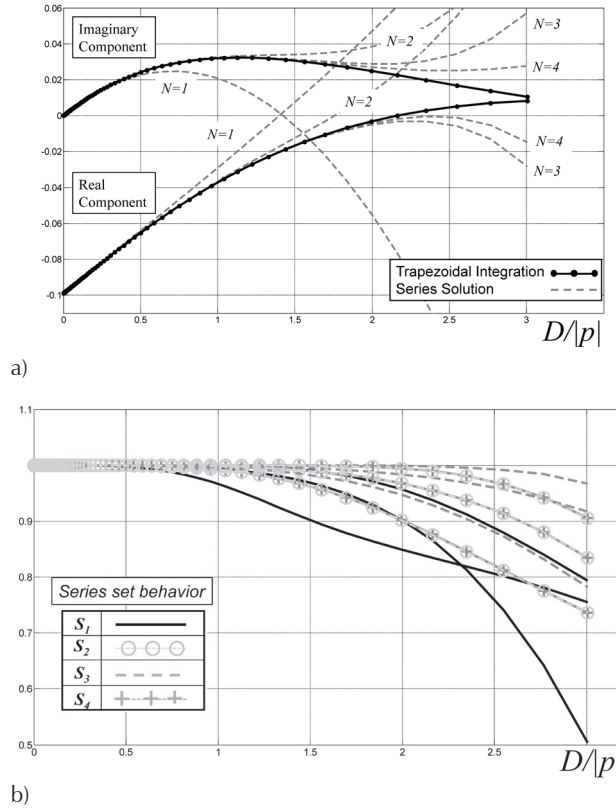 0.06
0.04
0.02
0
-0.02
-0.04
-0.06
-0.08
-0.1
Imaginary
Component
N=1
N=2
N=3
N=4
N=1
N=2
N=4
N=3
Real
Component
Trapezoidal Integration
Series Solution
0 0.5 1 1.5 2 2.5 3
D/|p|
a)
1.1
1
0.9
0.8
0.7
0.6
0.5
Series set behavior
S1
S2
S3
S4
0 0.5 1 1.5 2 2.5
D/|p
b)